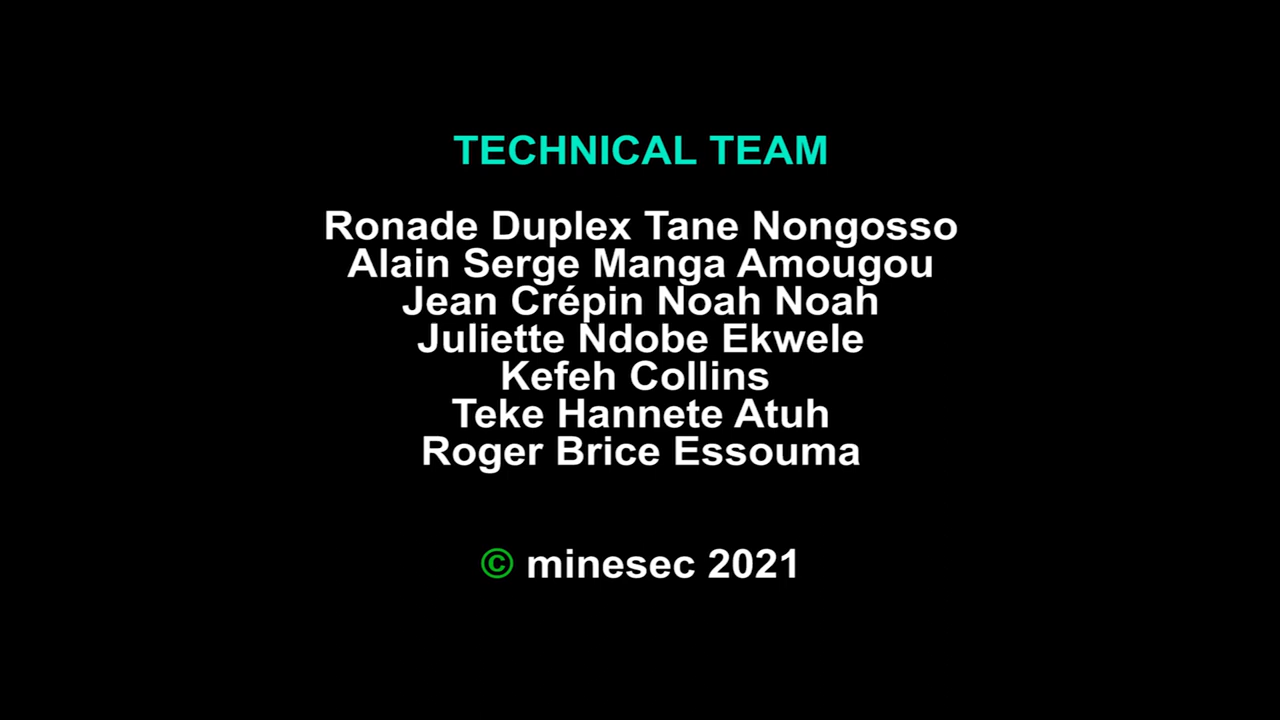 TECHNICAL TEAM
Ronade Duplex Tane Nongosso
Alain Serge Manga Amougou
Jean Crépin Noah Noah
Juliette Ndobe Ekwele
Kefeh Collins
Teke Hannete Atuh
Roger Brice Essouma
© minesec 2021